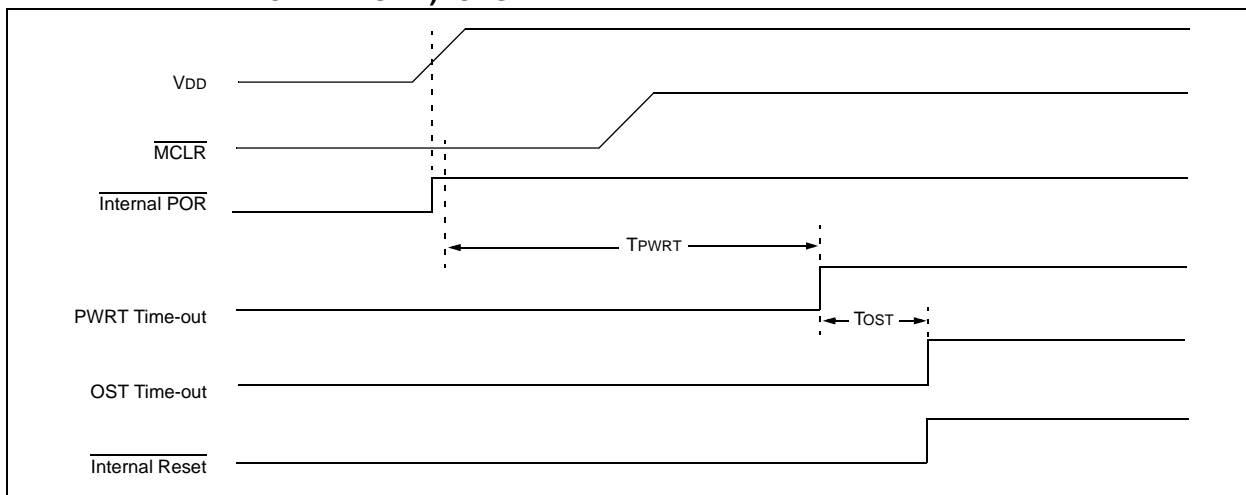 VDD
MCLR
Internal POR
TPWRT
PWRT Time-out
TOST
OST Time-out
Internal Reset